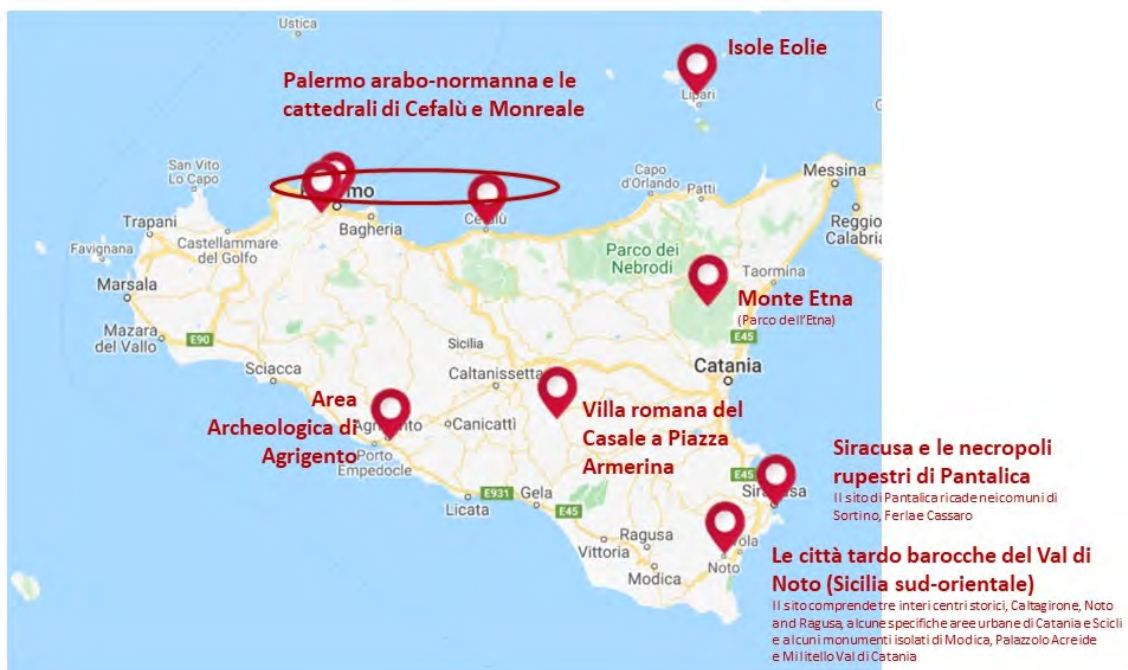 Ustica
Isole Eolie
Lipari
Palermo arabo-normanna e le
cattedrali di Cefalù e Monreale
San Vito
Lo Capo
Capo
d'Orlando
Patti
Messina
Trapani
Bagheria
Cefalù
Reggio
Calabria
Favignana
Castellammare
del Golfo
Parco dei
Nebrodi
Taormina
Marsala
Monte Etna
(Parco dell'Etna)
Mazara
del Vallo
E90
E45
Sicilia
Sciacca
Caltanissetta
Catania
Area
Archeologica di
Agrigento
Agrigento
Canicattì
Porto
Empedocle
Villa romana del
Casale a Piazza
Armerina
Siracusa e le necropoli
rupestri di Pantalica
Il sito di Pantalica ricade nei comuni di
Sortino, Ferla e Cassaro
E45
Siracusa
E931
Gela
Licata
E45
Ragusa
Vittoria
Noto
Modica
Le città tardo barocche del Val di
Noto (Sicilia sud-orientale)
Il sito comprende tre interi centri storici, Caltagirone, Noto
and Ragusa, alcune specifiche aree urbane di Catania e Scicli
e alcuni monumenti isolati di Modica, Palazzolo Acreide
e Militello Val di Catania